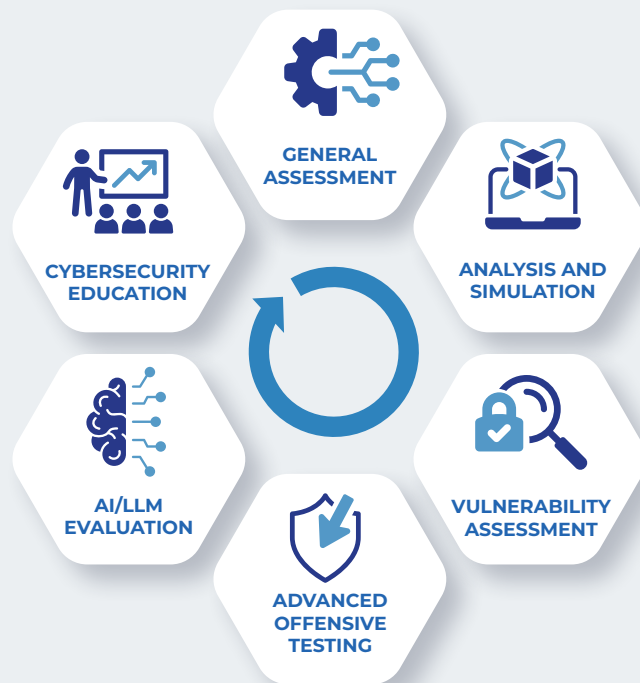 GENERAL
ASSESSMENT
CYBERSECURITY
EDUCATION
ANALYSIS AND
SIMULATION
AI/LLM
EVALUATION
VULNERABILITY
ASSESSMENT
ADVANCED
OFFENSIVE
TESTING